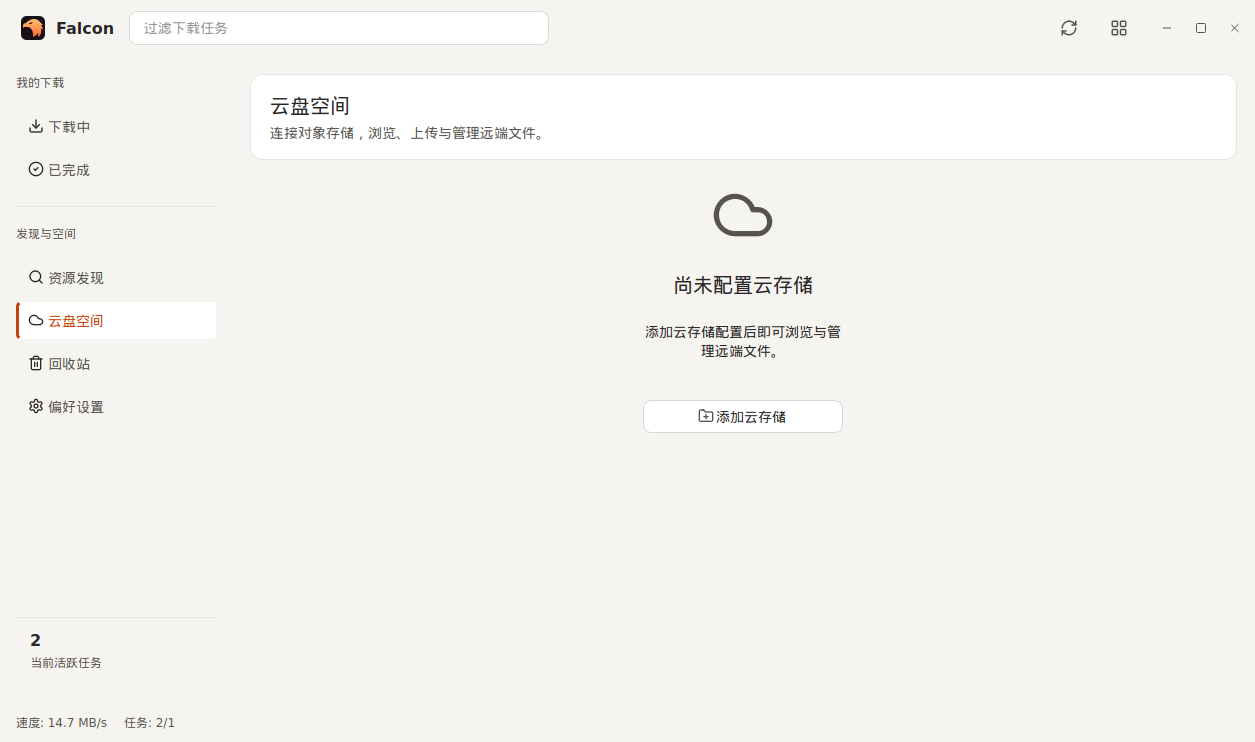 Falcon
过滤下载任务
我的下载
下载中
已完成
发现与空间
资源发现
云盘空间
回收站
偏好设置
云盘空间
连接对象存储，浏览、上传与管理远端文件。
尚未配置云存储
添加云存储配置后即可浏览与管
理远端文件。
添加云存储
2
当前活跃任务
速度: 14.7 MB/s 任务: 2/1